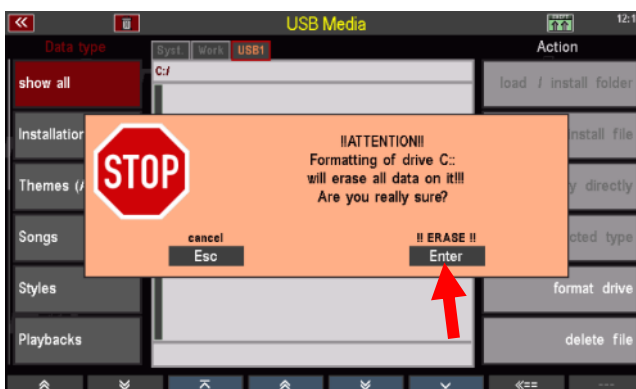 USB Media
12:1
Data type
Syst.
Work
USB1
Action
show all
C:/
load / install folder
Installation
install file
!!ATTENTION!!
Formatting of drive C::
will erase all data on it!!!
Are you really sure?
STOP
Themes (A
y directly
Songs
cted type
cancel
!! ERASE !!
Esc
Enter
Styles
format drive
Playbacks
delete file